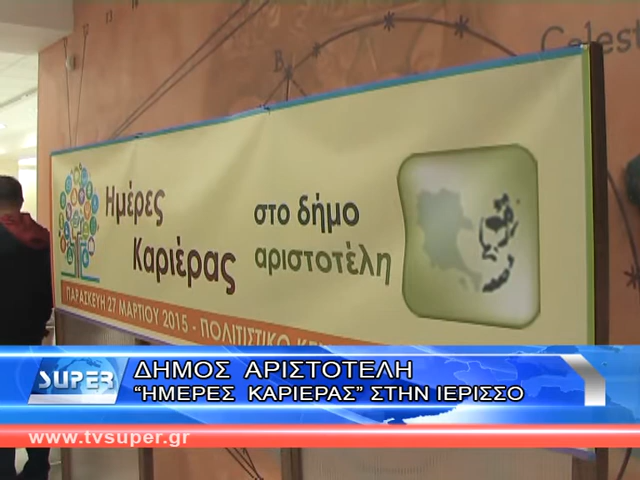 Celest
B
Ημέρες
Καριέρας
στο δήμο
αριστοτέλη
ΠΑΡΑΣΚΕΥΗ 27 ΜΑΡΤΙΟΥ 2015 - ΠΟΛΙΤΙΣΤΙΚΟ
SUPER
ΔΗΜΟΣ ΑΡΙΣΤΟΤΕΛΗ
“ΗΜΕΡΕΣ ΚΑΡΙΕΡΑΣ” ΣΤΗΝ ΙΕΡΙΣΣΟ
www.tvsuper.gr